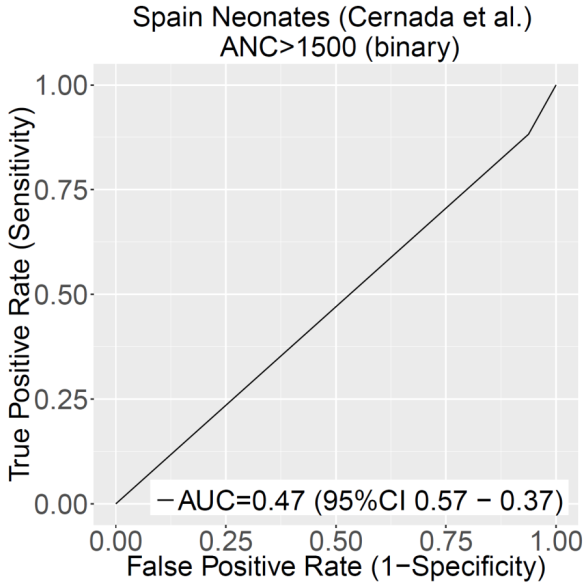 Spain Neonates (Cernada et al.)
ANC>1500 (binary)
True Positive Rate (Sensitivity)
1.00
0.75
0.50
0.25
0.00
−AUC=0.47 (95%CI 0.57 − 0.37)
0.00 0.25 0.50 0.75 1.00
False Positive Rate (1−Specificity)